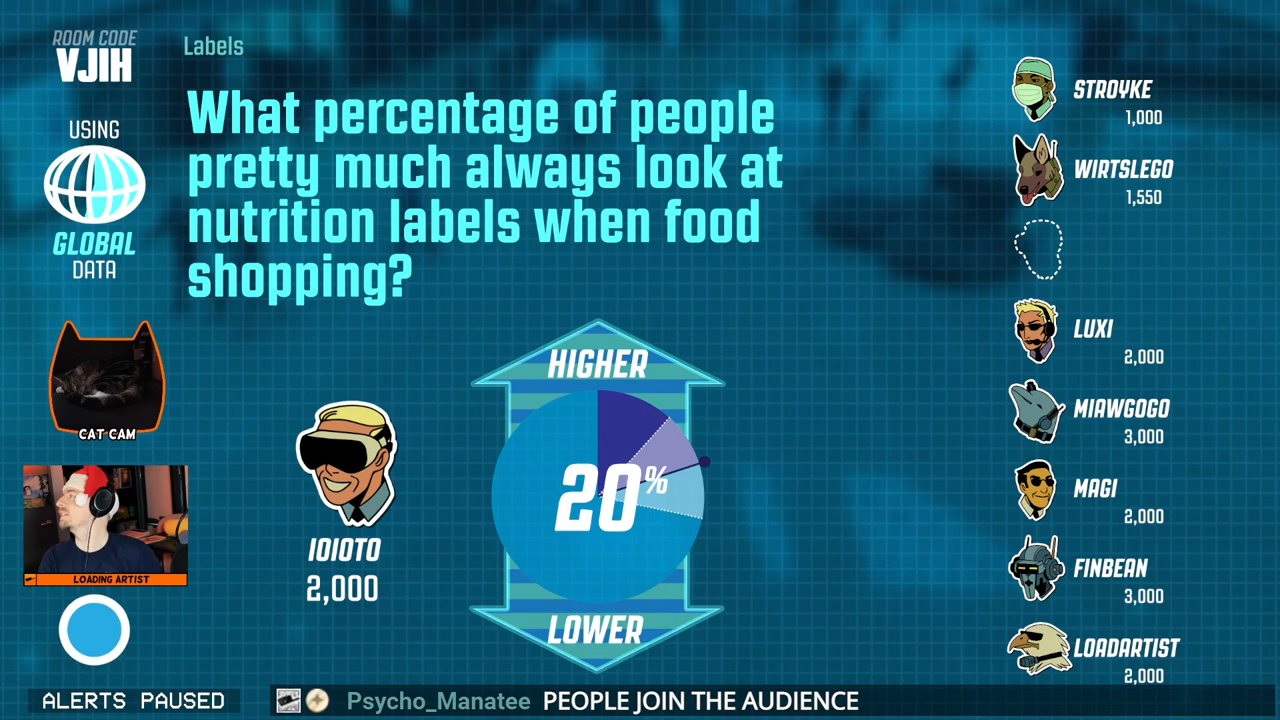 ROOM CODE
VJIH
USING
GLOBAL
DATA
Labels
What percentage of people
pretty much always look at
nutrition labels when food
shopping?
HIGHER
20%
LOWER
IOIOTO
2,000
STROYKE
1,000
WIRTSLEGO
1,550
LUXI
2,000
MIAWGOGO
3,000
MAGI
2,000
FINBEAN
3,000
LOADARTIST
2,000
CAT CAM
LOADING ARTIST
ALERTS PAUSED
Psycho_Manatee PEOPLE JOIN THE AUDIENCE